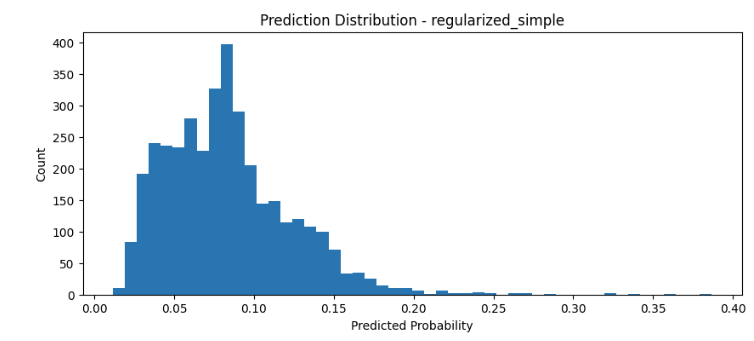 Prediction Distribution - regularized_simple
400
350
300
250
200
150
100
50
0
Count
0.00 0.05 0.10 0.15 0.20 0.25 0.30 0.35 0.40
Predicted Probability